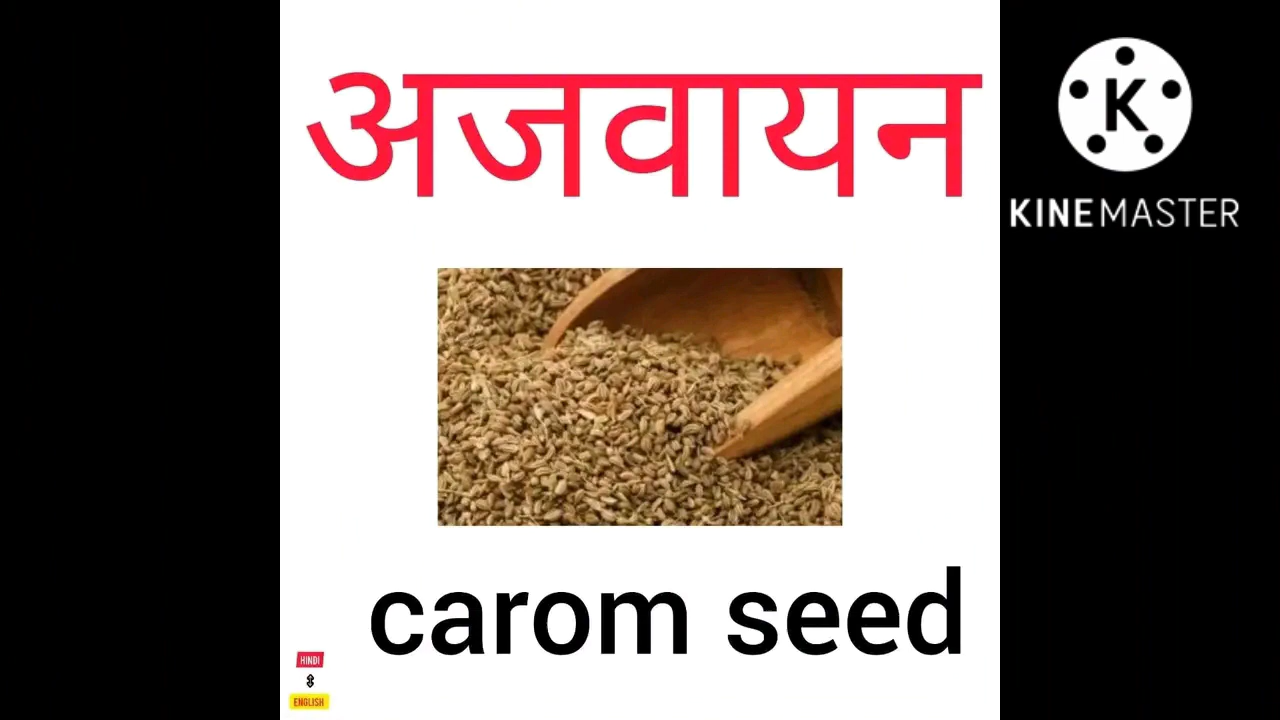 अजवायन
K
KINEMASTER
carom seed
HINDI
ENGLISH